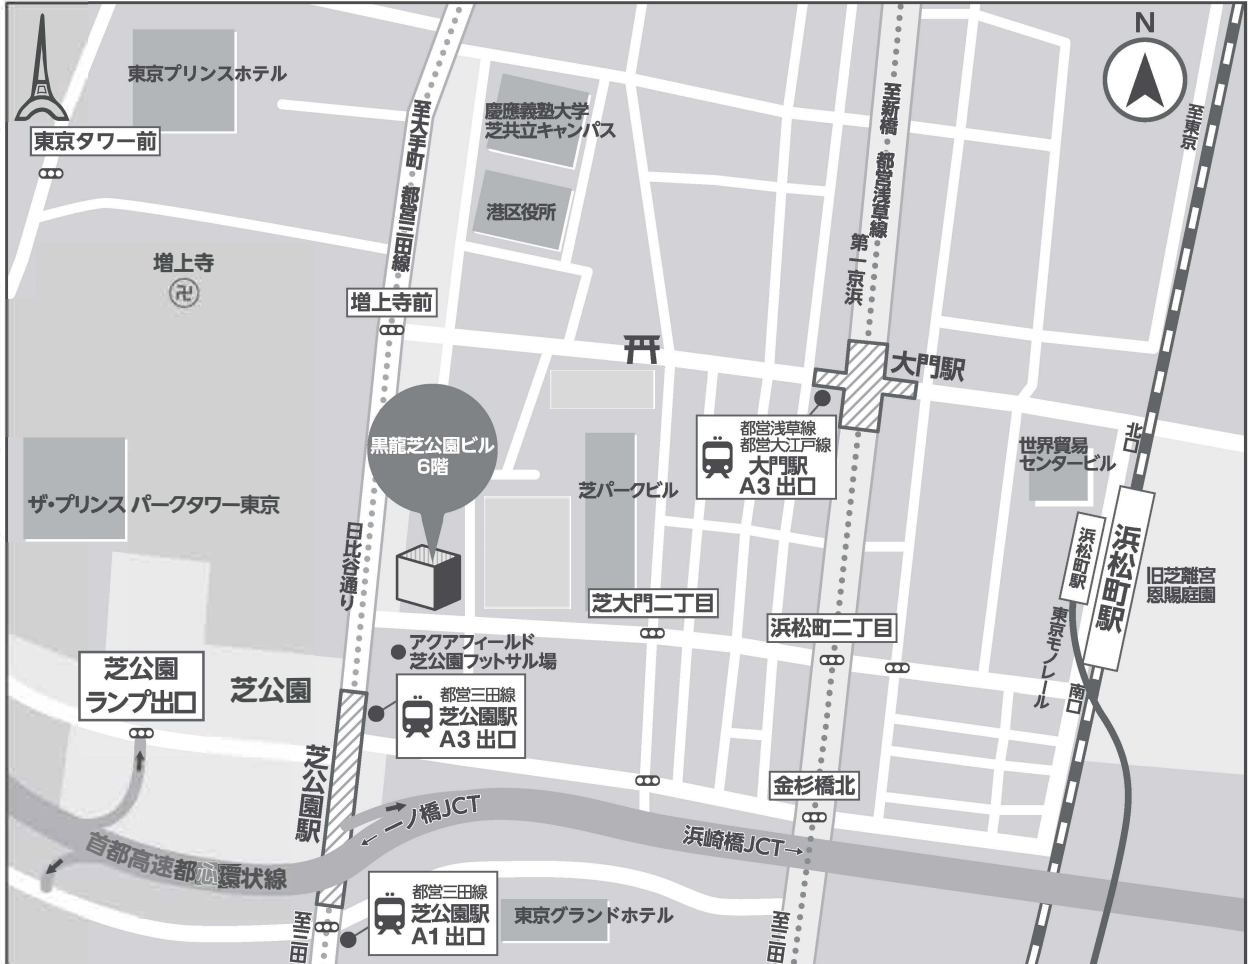 N
東京プリンスホテル
東京タワー前
至大手町 都営三田線
慶應義塾大学
芝共立キャンパス
港区役所
至新橋 都営浅草線
第一京浜
至東京
増上寺
卍
増上寺前
大門駅
都営浅草線
都営大江戸線
大門駅
A3 出口
北口
世界貿易
センタービル
黒龍芝公園ビル
6階
ザ・プリンス パークタワー東京
芝パークビル
日比谷通り
浜松町駅
浜松町駅
旧芝離宮
恩賜庭園
東京モノレール
南口
芝大門二丁目
浜松町二丁目
アクアフィールド
芝公園フットサル場
芝公園
ランプ出口
芝公園
都営三田線
芝公園駅
A3 出口
芝公園駅
金杉橋北
←一ノ橋JCT
浜崎橋JCT→
首都高速都心環状線
都営三田線
芝公園駅
A1 出口
東京グランドホテル
至三田
至三田